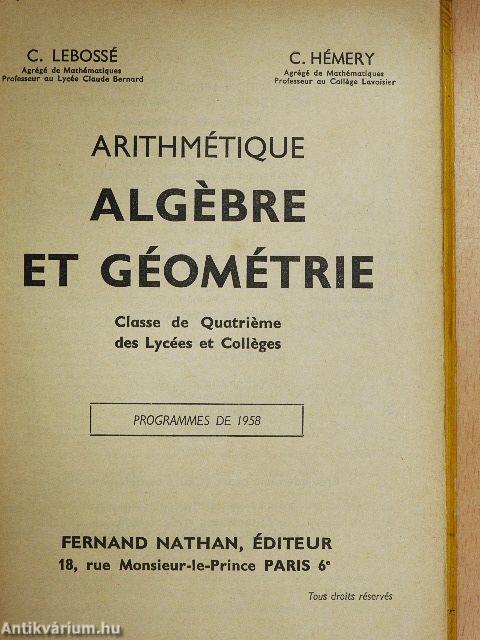 C. LEBOSSÉ
Agrégé de Mathématiques
Professeur au Lycée Claude Bernard
C. HÉMERY
Agrégé de Mathématiques
Professeur au Collège Lavoisier
ARITHMÉTIQUE
ALGÈBRE
ET GÉOMÉTRIE
Classe de Quatrième
des Lycées et Collèges
PROGRAMMES DE 1958
FERNAND NATHAN, ÉDITEUR
18, rue Monsieur-le-Prince PARIS 6e
Tous droits réservés
Antikvárium.hu